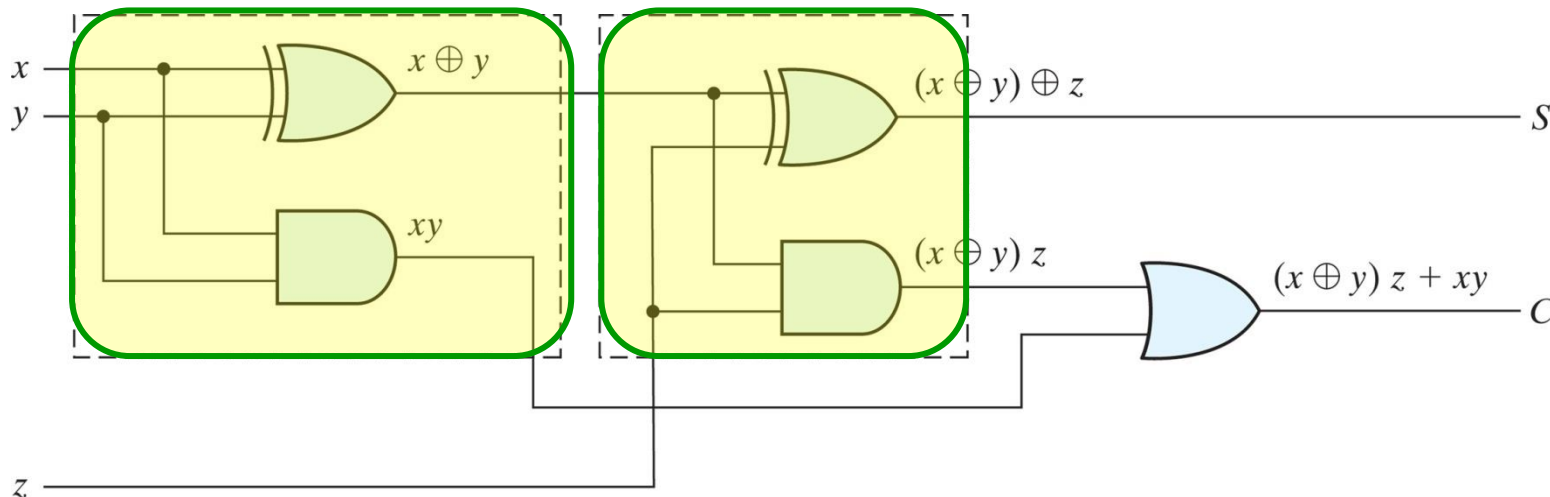 x
y
x ⊕ y
xy
(x ⊕ y) ⊕ z
S
(x ⊕ y) z
(x ⊕ y) z + xy
C
z